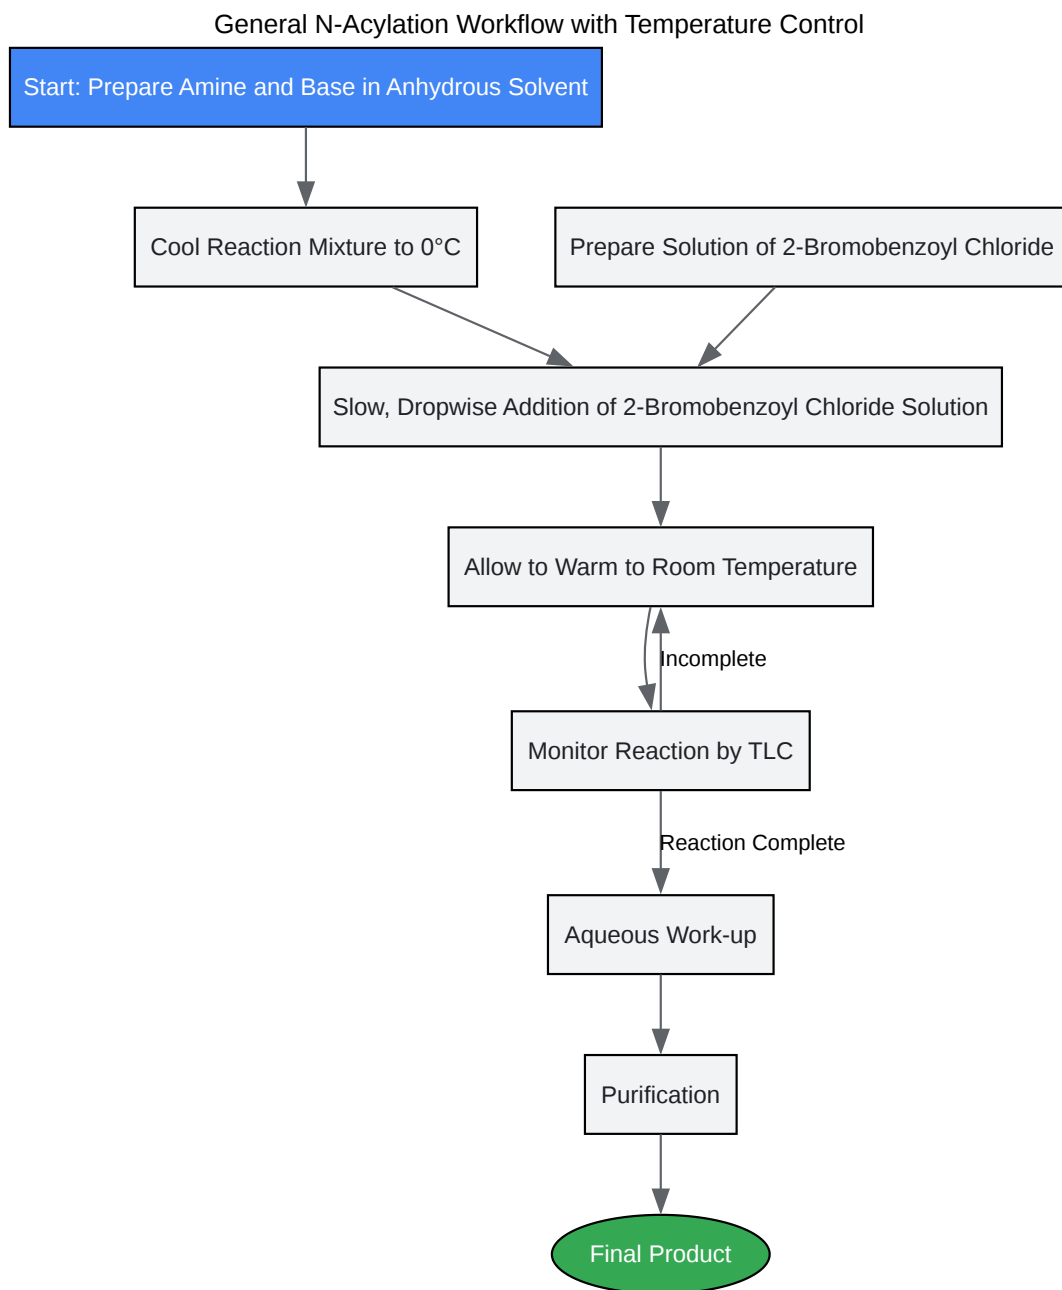 General N-Acylation Workflow with Temperature Control
Start: Prepare Amine and Base in Anhydrous Solvent
Cool Reaction Mixture to 0°C
Prepare Solution of 2-Bromobenzoyl Chloride
Slow, Dropwise Addition of 2-Bromobenzoyl Chloride Solution
Allow to Warm to Room Temperature
Incomplete
Monitor Reaction by TLC
Reaction Complete
Aqueous Work-up
Purification
Final Product